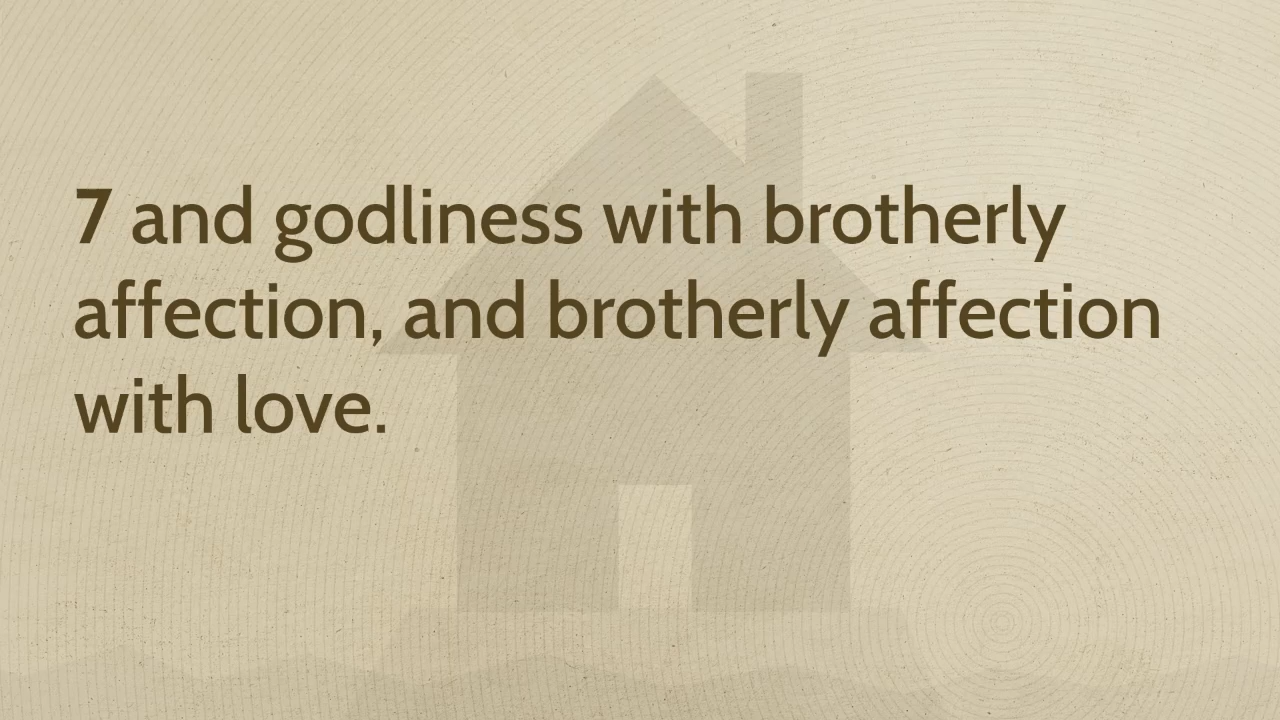 7 and godliness with brotherly
affection, and brotherly affection
with love.